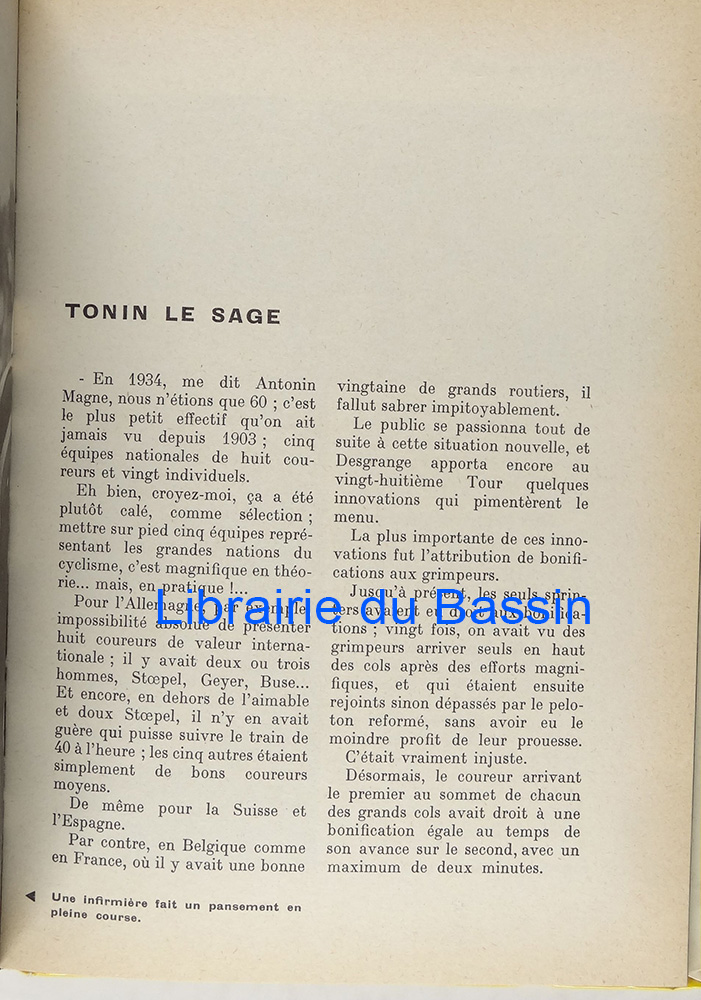 TONIN LE SAGE
- En 1934, me dit Antonin
Magne, nous n'étions que 60 ; c'est
le plus petit effectif qu'on ait
jamais vu depuis 1903 ; cinq
équipes nationales de huit cou-
reurs et vingt individuels.
Eh bien, croyez-moi, ça a été
plutôt calé, comme sélection ;
mettre sur pied cinq équipes repré-
sentant les grandes nations du
cyclisme, c'est magnifique en théo-
rie... mais, en pratique !...
Pour l'Allemagne, par exemple,
impossibilité absolue de présenter
huit coureurs de valeur interna-
tionale ; il y avait deux ou trois
hommes, Stœpel, Geyer, Buse...
Et encore, en dehors de l'aimable
et doux Stœpel, il n'y en avait
guère qui puisse suivre le train de
40 à l'heure ; les cinq autres étaient
simplement de bons coureurs
moyens.
De même pour la Suisse et
l'Espagne.
Par contre, en Belgique comme
en France, où il y avait une bonne
vingtaine de grands routiers, il
fallut sabrer impitoyablement.
Le public se passionna tout de
suite à cette situation nouvelle, et
Desgrange apporta encore au
vingt-huitième Tour quelques
innovations qui pimentèrent le
menu.
La plus importante de ces inno-
vations fut l'attribution de bonifi-
cations aux grimpeurs.
Jusqu'à présent, les seuls sprin-
ters avaient eu droit aux bonifica-
tions ; vingt fois, on avait vu des
grimpeurs arriver seuls en haut
des cols après des efforts magni-
fiques, et qui étaient ensuite
rejoints sinon dépassés par le pelo-
ton reformé, sans avoir eu le
moindre profit de leur prouesse.
C'était vraiment injuste.
Désormais, le coureur arrivant
le premier au sommet de chacun
des grands cols avait droit à une
bonification égale au temps de
son avance sur le second, avec un
maximum de deux minutes.
Une infirmière fait un pansement en
pleine course.
Librairie du Bassin